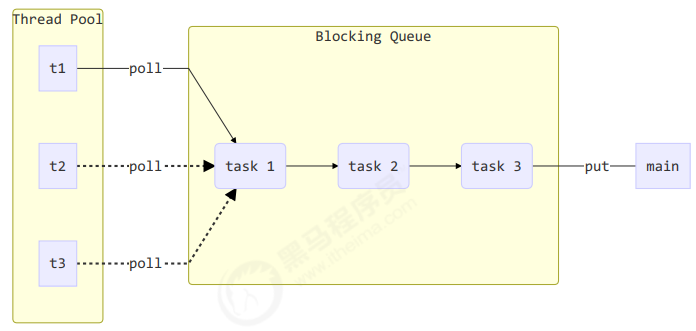 Thread Pool
Blocking Queue
t1
poll
t2
poll
task 1
task 2
task 3
put
main
t3
poll
黑马程序员
www.itheima.com